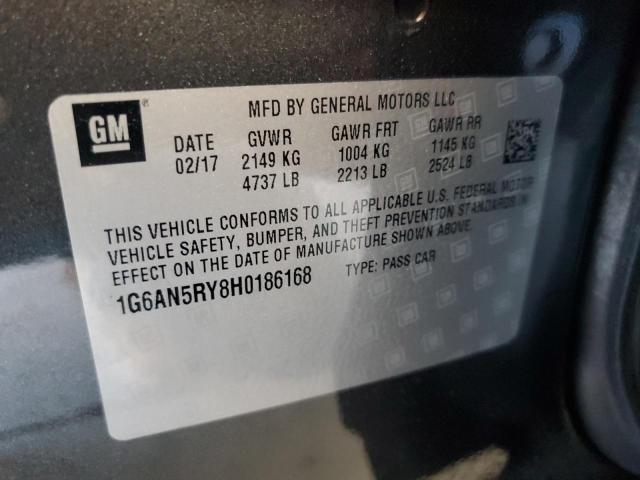 GM
MFD BY GENERAL MOTORS LLC
DATE GVWR GAWR FRT GAWR RR
02/17 2149 KG 1004 KG 1145 KG
4737 LB 2213 LB 2524 LB
THIS VEHICLE CONFORMS TO ALL APPLICABLE U.S. FEDERAL MOTOR
VEHICLE SAFETY, BUMPER, AND THEFT PREVENTION STANDARDS IN
EFFECT ON THE DATE OF MANUFACTURE SHOWN ABOVE.
1G6AN5RY8H0186168 TYPE: PASS CAR